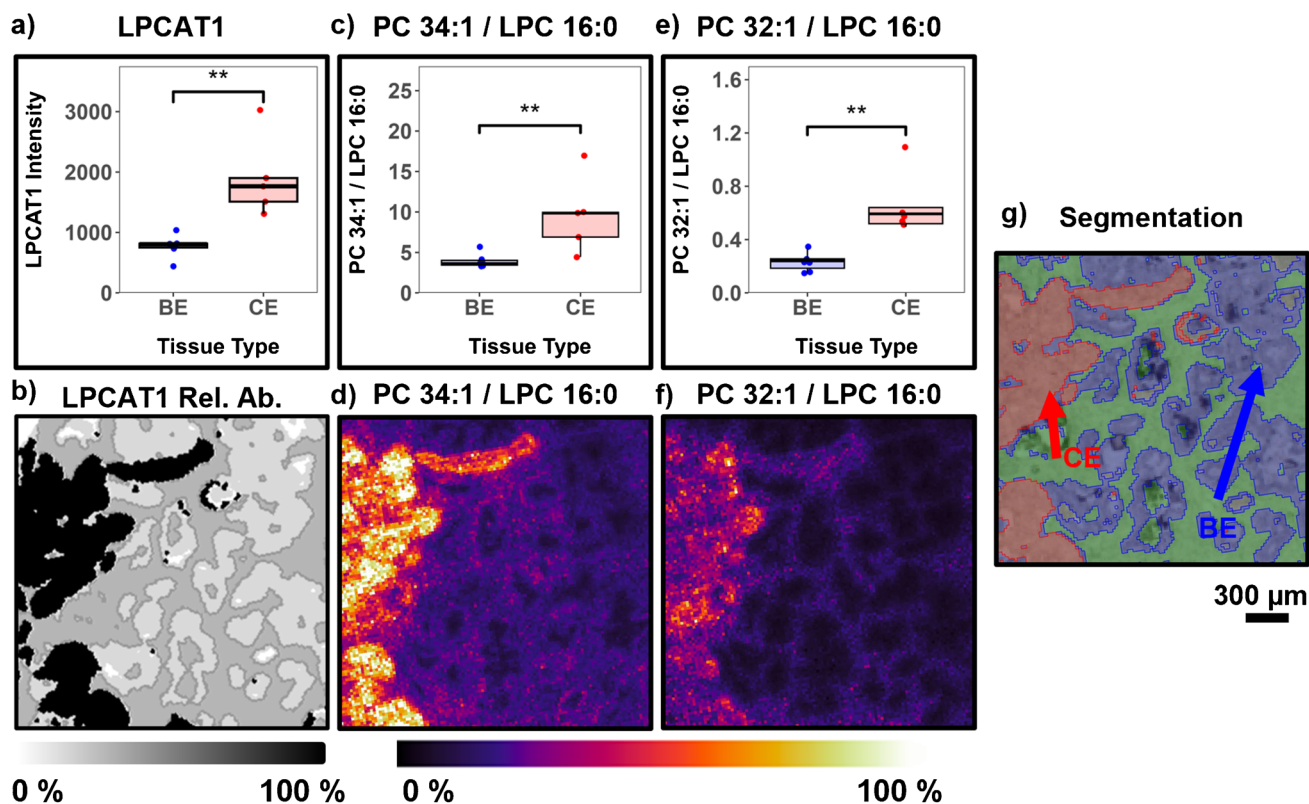 a) LPCAT1
LPCAT1 Intensity
3000
2000
1000
0
**
BE CE
Tissue Type
c) PC 34:1 / LPC 16:0
PC 34:1 / LPC 16:0
25
20
15
10
5
0
**
BE CE
Tissue Type
e) PC 32:1 / LPC 16:0
PC 32:1 / LPC 16:0
1.6
1.2
0.8
0.4
0.0
**
BE CE
Tissue Type
g) Segmentation
CE
BE
300 µm
b) LPCAT1 Rel. Ab.
d) PC 34:1 / LPC 16:0
f) PC 32:1 / LPC 16:0
0 % 100 %
0 % 100 %